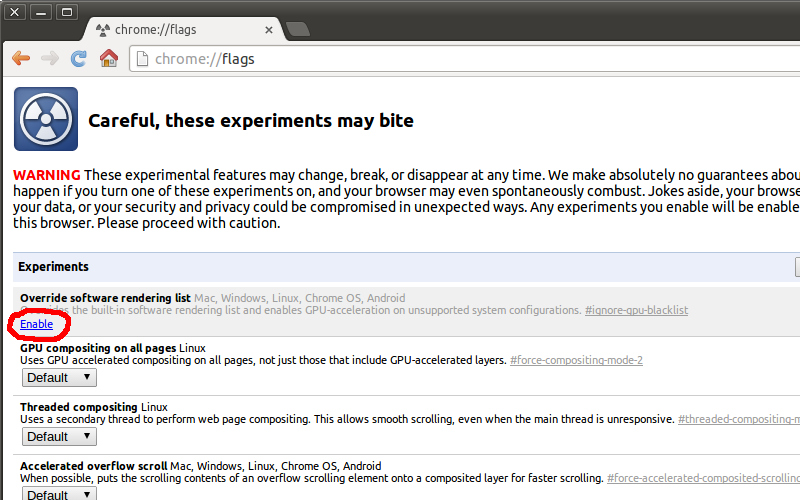 chrome://flags
chrome://flags
Careful, these experiments may bite
WARNING These experimental features may change, break, or disappear at any time. We make absolutely no guarantees abou
happen if you turn one of these experiments on, and your browser may even spontaneously combust. Jokes aside, your browse
your data, or your security and privacy could be compromised in unexpected ways. Any experiments you enable will be enable
this browser. Please proceed with caution.
Experiments
Override software rendering list Mac, Windows, Linux, Chrome OS, Android
Overrides the built-in software rendering list and enables GPU-acceleration on unsupported system configurations. #ignore-gpu-blacklist
Enable
GPU compositing on all pages Linux
Uses GPU accelerated compositing on all pages, not just those that include GPU-accelerated layers. #force-compositing-mode-2
Default
Threaded compositing Linux
Uses a secondary thread to perform web page compositing. This allows smooth scrolling, even when the main thread is unresponsive. #threaded-compositing-m
Default
Accelerated overflow scroll Mac, Windows, Linux, Chrome OS, Android
When possible, puts the scrolling contents of an overflow scrolling element onto a composited layer for faster scrolling. #force-accelerated-composited-scrolling
Default